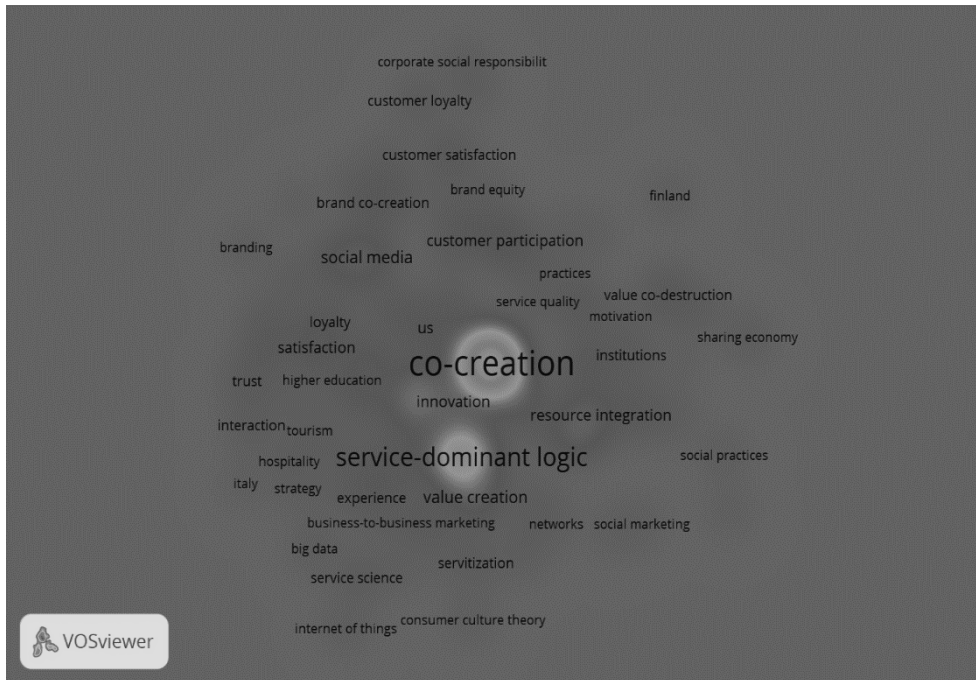 corporate social responsibilit
customer loyalty
customer satisfaction
brand equity
brand co-creation
finland
branding
customer participation
social media
practices
service quality
value co-destruction
motivation
loyalty
us
sharing economy
satisfaction
co-creation
institutions
trust
higher education
innovation
resource integration
interaction
tourism
service-dominant logic
social practices
hospitality
italy
strategy
experience
value creation
business-to-business marketing
networks
social marketing
big data
servitization
service science
internet of things
consumer culture theory
VOSviewer